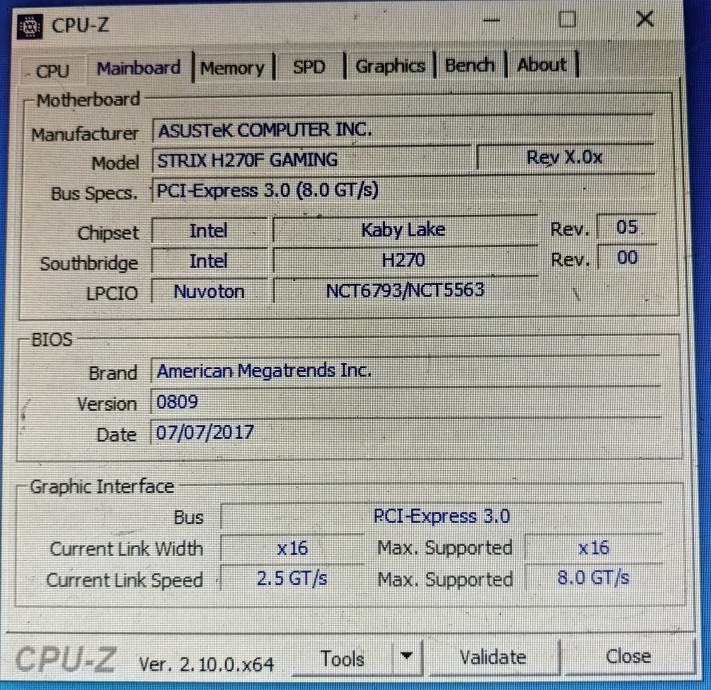 CPU-Z
CPU Mainboard Memory SPD Graphics Bench About
Motherboard
Manufacturer ASUSTeK COMPUTER INC.
Model STRIX H270F GAMING Rev X.0x
Bus Specs. PCI-Express 3.0 (8.0 GT/s)
Chipset Intel Kaby Lake Rev. 05
Southbridge Intel H270 Rev. 00
LPCIO Nuvoton NCT6793/NCT5563
BIOS
Brand American Megatrends Inc.
Version 0809
Date 07/07/2017
Graphic Interface
Bus PCI-Express 3.0
Current Link Width x16 Max. Supported x16
Current Link Speed 2.5 GT/s Max. Supported 8.0 GT/s
CPU-Z Ver. 2.10.0.x64 Tools Validate Close